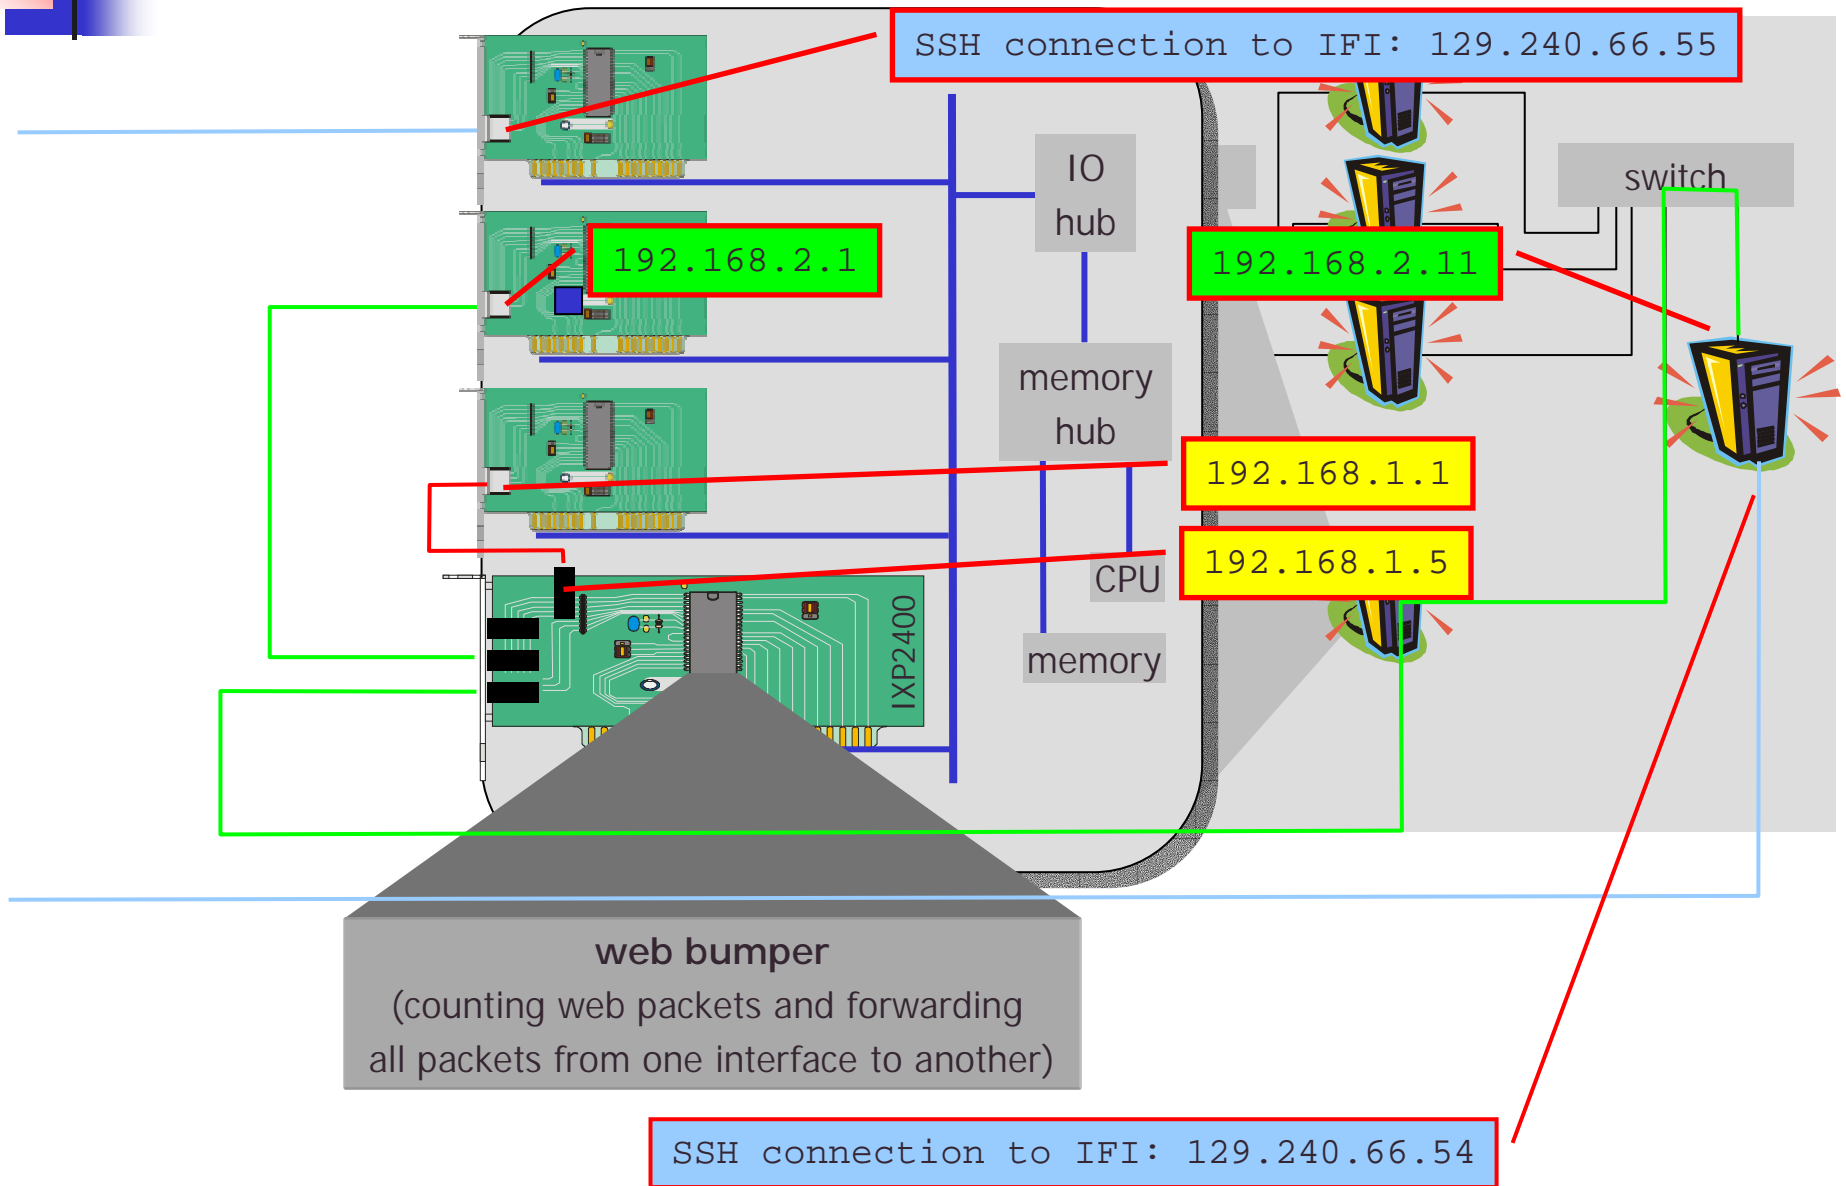 SSH connection to IFI: 129.240.66.55
IO
hub
switch
192.168.2.1
192.168.2.11
memory
hub
192.168.1.1
192.168.1.5
CPU
IXP2400
memory
web bumper
(counting web packets and forwarding
all packets from one interface to another)
SSH connection to IFI: 129.240.66.54